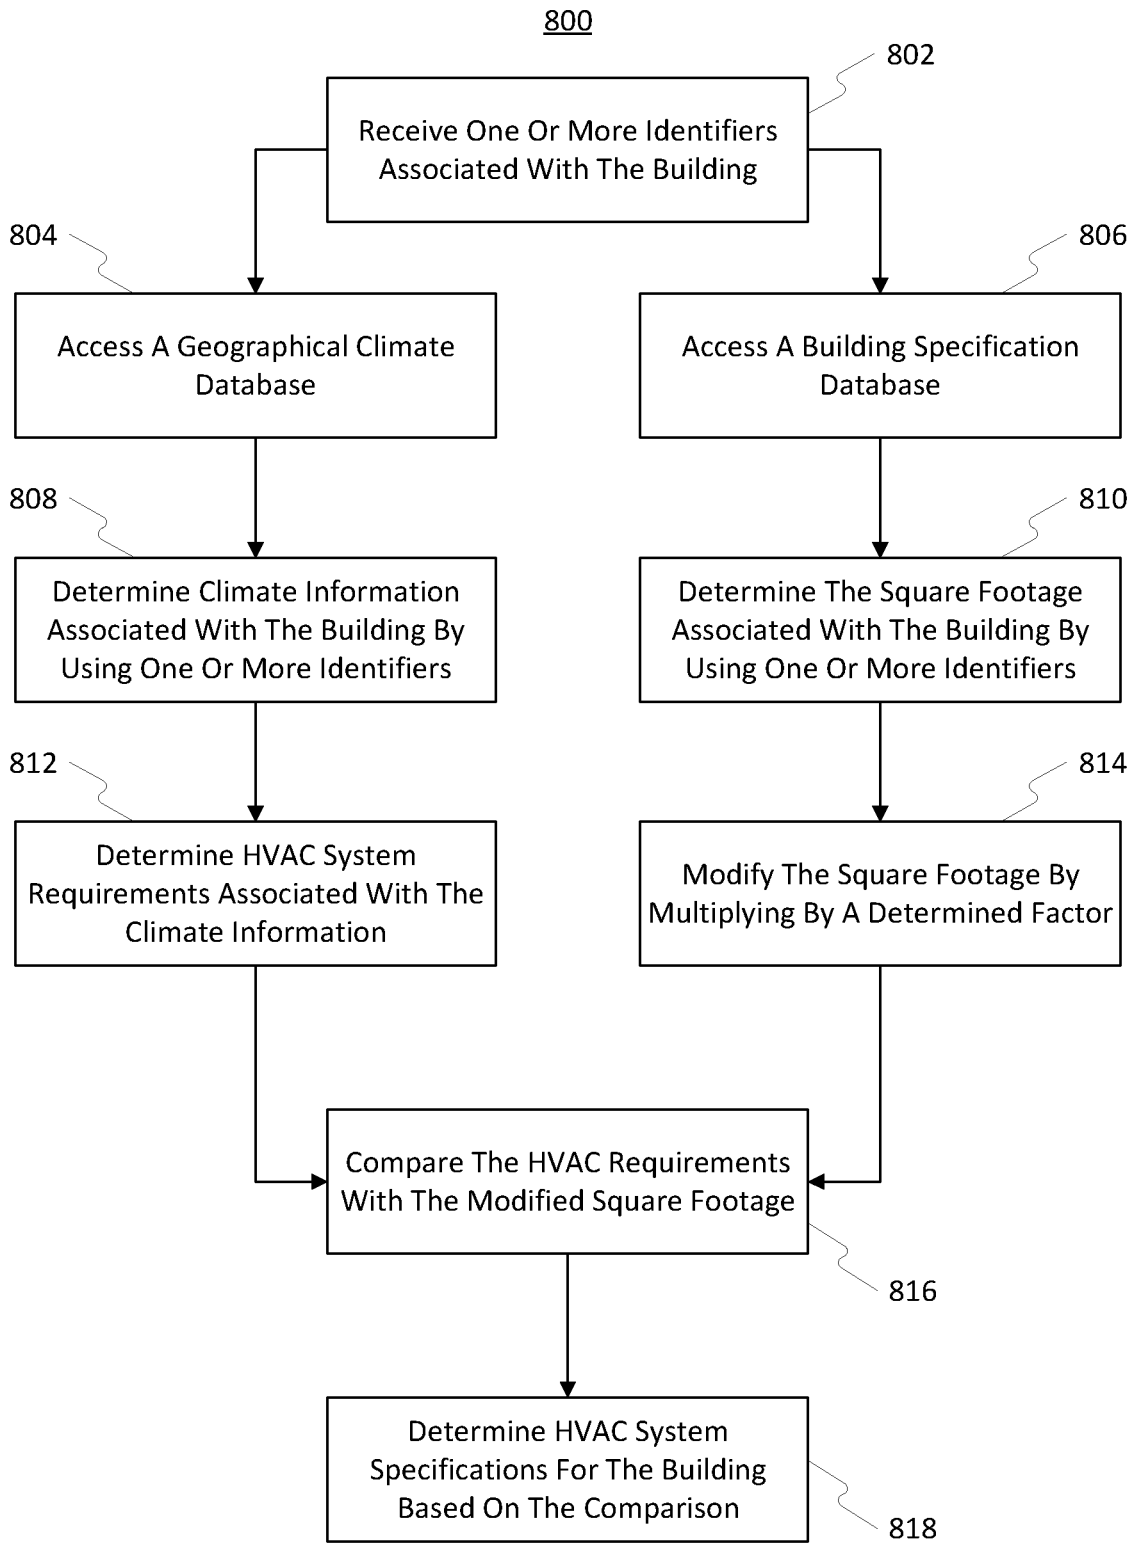 800
802
Receive One Or More Identifiers
Associated With The Building
804
806
Access A Geographical Climate
Database
Access A Building Specification
Database
808
810
Determine Climate Information
Associated With The Building By
Using One Or More Identifiers
Determine The Square Footage
Associated With The Building By
Using One Or More Identifiers
812
814
Determine HVAC System
Requirements Associated With The
Climate Information
Modify The Square Footage By
Multiplying By A Determined Factor
Compare The HVAC Requirements
With The Modified Square Footage
816
Determine HVAC System
Specifications For The Building
Based On The Comparison
818